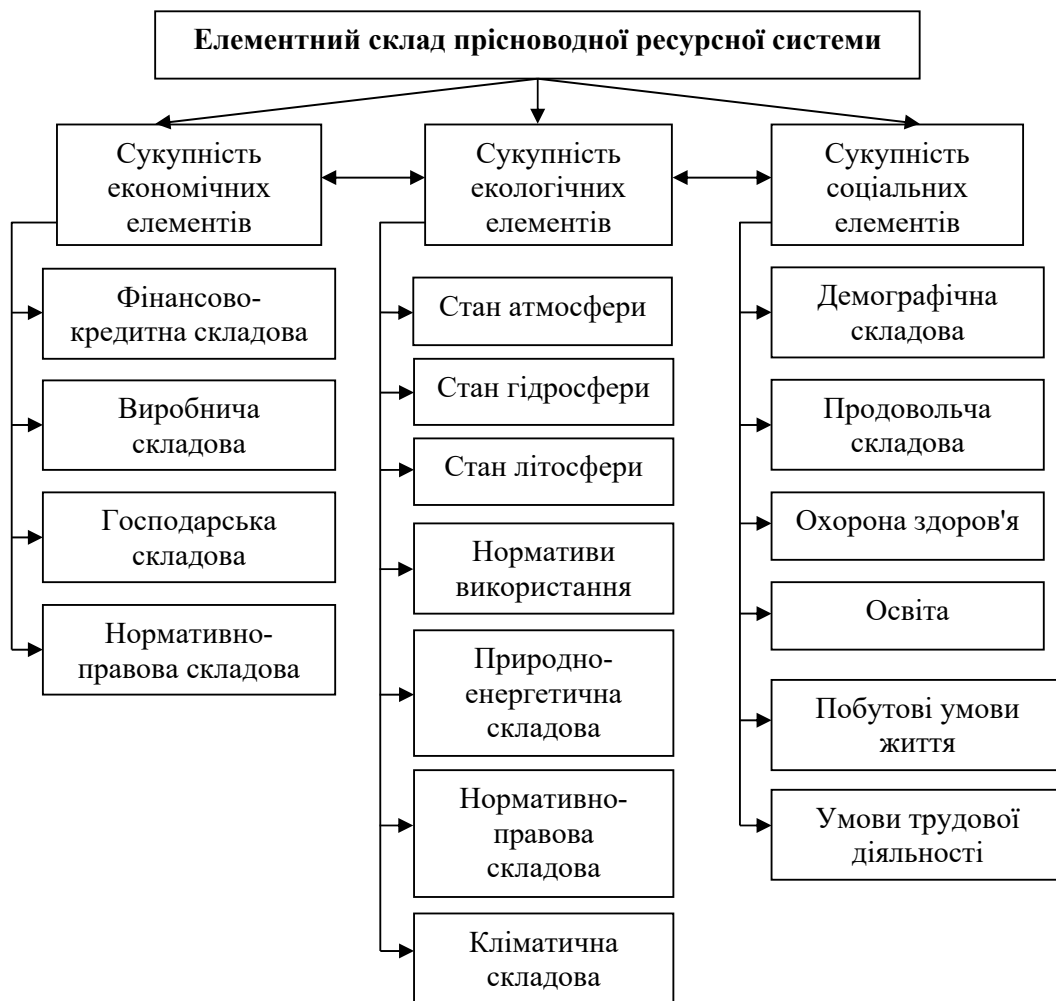 Елементний склад прісноводної ресурсної системи
Сукупність
економічних
елементів
Сукупність
екологічних
елементів
Сукупність
соціальних
елементів
Фінансово-
кредитна складова
Виробнича
складова
Господарська
складова
Нормативно-
правова складова
Стан атмосфери
Стан гідросфери
Стан літосфери
Нормативи
використання
Природно-
енергетична
складова
Нормативно-
правова
складова
Кліматична
складова
Демографічна
складова
Продовольча
складова
Охорона здоров'я
Освіта
Побутові умови
життя
Умови трудової
діяльності